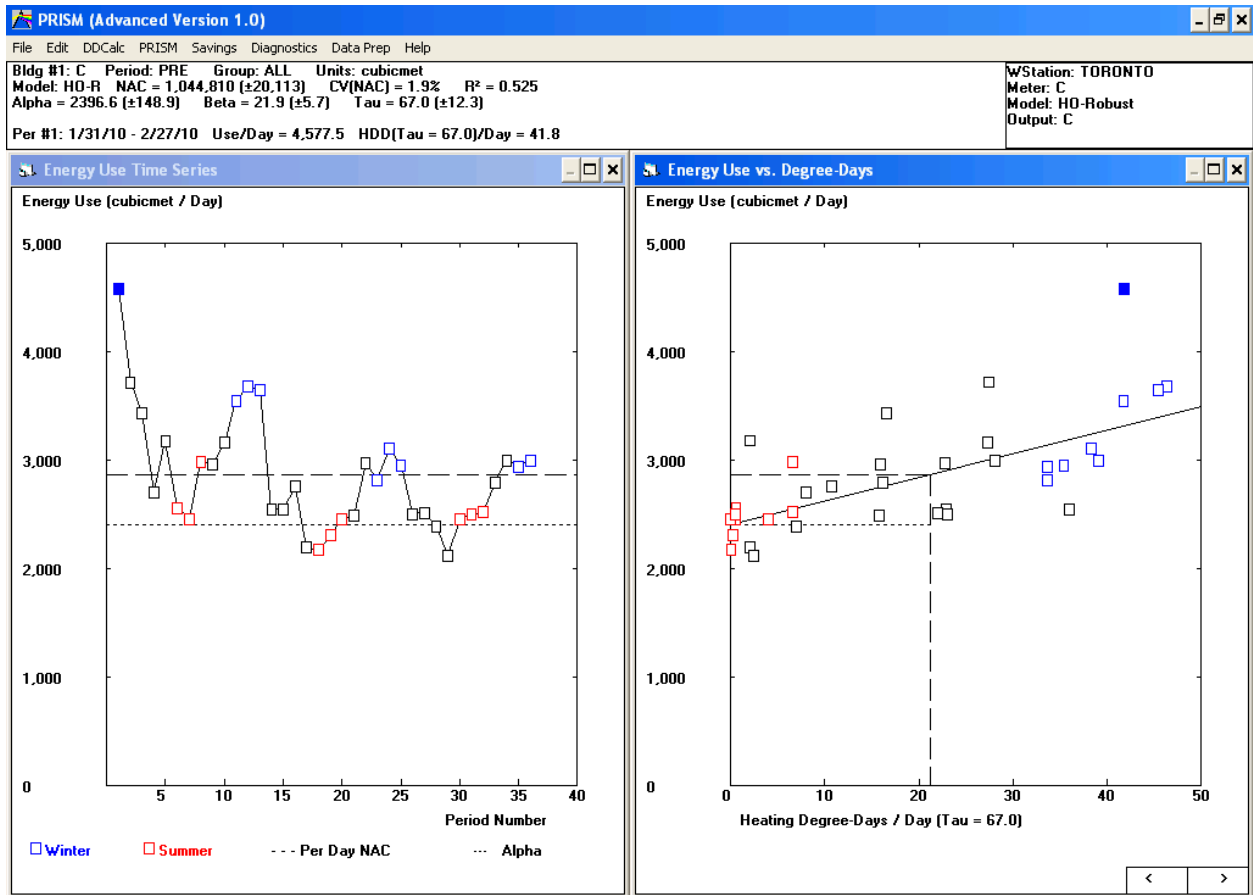 PRISM (Advanced Version 1.0)
File Edit DDCalc PRISM Savings Diagnostics Data Prep Help
Bldg #1: C Period: PRE Group: ALL Units: cubicmet
Model: HO-R NAC = 1,044,810 (±20,113) CV(NAC) = 1.9% R² = 0.525
Alpha = 2396.6 (±148.9) Beta = 21.9 (±5.7) Tau = 67.0 (±12.3)
Per #1: 1/31/10 - 2/27/10 Use/Day = 4,577.5 HDD(Tau = 67.0)/Day = 41.8
WStation: TORONTO
Meter: C
Model: HO-Robust
Output: C
Energy Use Time Series
Energy Use (cubicmet / Day)
5,000
4,000
3,000
2,000
1,000
0
5 10 15 20 25 30 35 40
Period Number
Winter Summer - - - Per Day NAC --- Alpha
Energy Use vs. Degree-Days
Energy Use (cubicmet / Day)
5,000
4,000
3,000
2,000
1,000
0
0 10 20 30 40 50
Heating Degree-Days / Day (Tau = 67.0)
< >